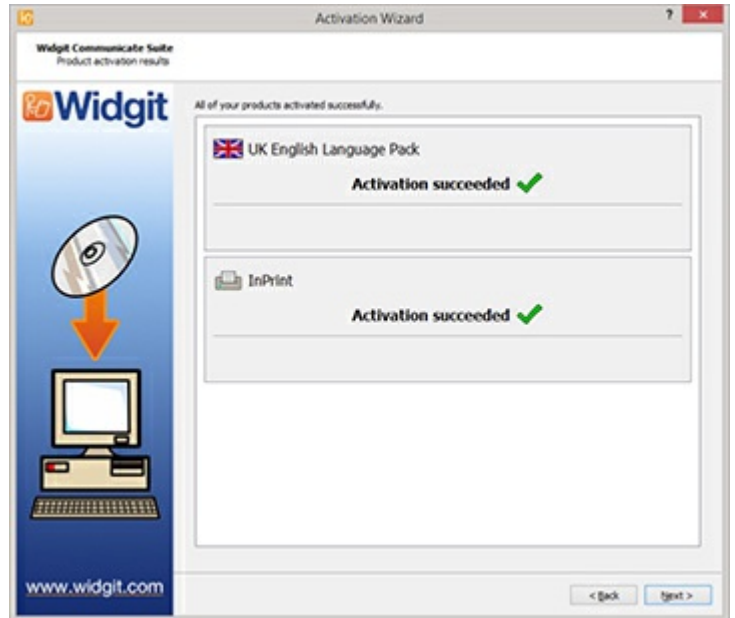 Activation Wizard
?
Widgit Communicate Suite
Product activation results
Widgit
All of your products activated successfully.
UK English Language Pack
Activation succeeded
InPrint
Activation succeeded
www.widgit.com
< Back
Next >